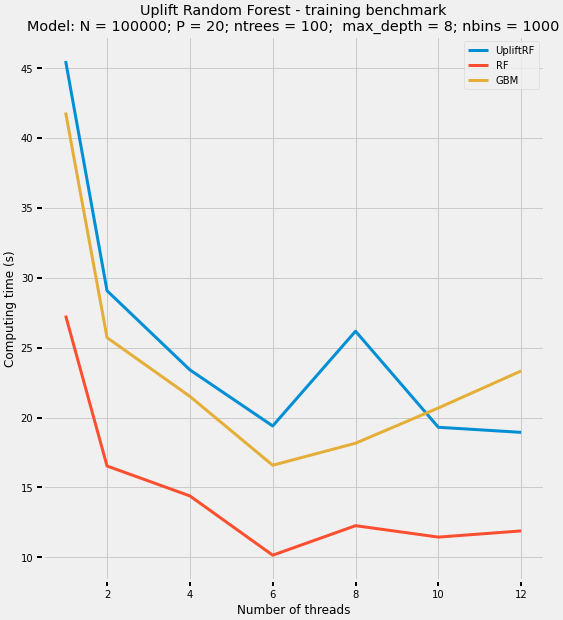 Uplift Random Forest - training benchmark
Model: N = 100000; P = 20; ntrees = 100;  max_depth = 8; nbins = 1000
UpliftRF
RF
GBM
45
40
35
30
25
20
15
10
Computing time (s)
2 4 6 8 10 12
Number of threads